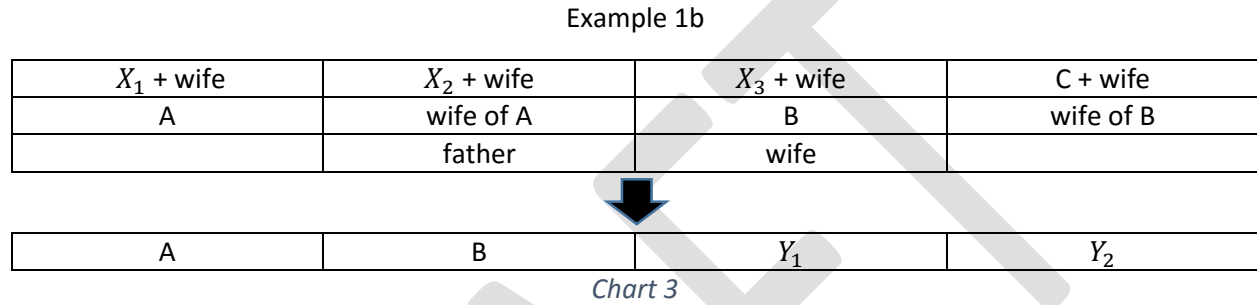 Example 1b
X₁ + wife X₂ + wife X₃ + wife C + wife
A wife of A B wife of B
father wife
A B Y₁ Y₂
Chart 3